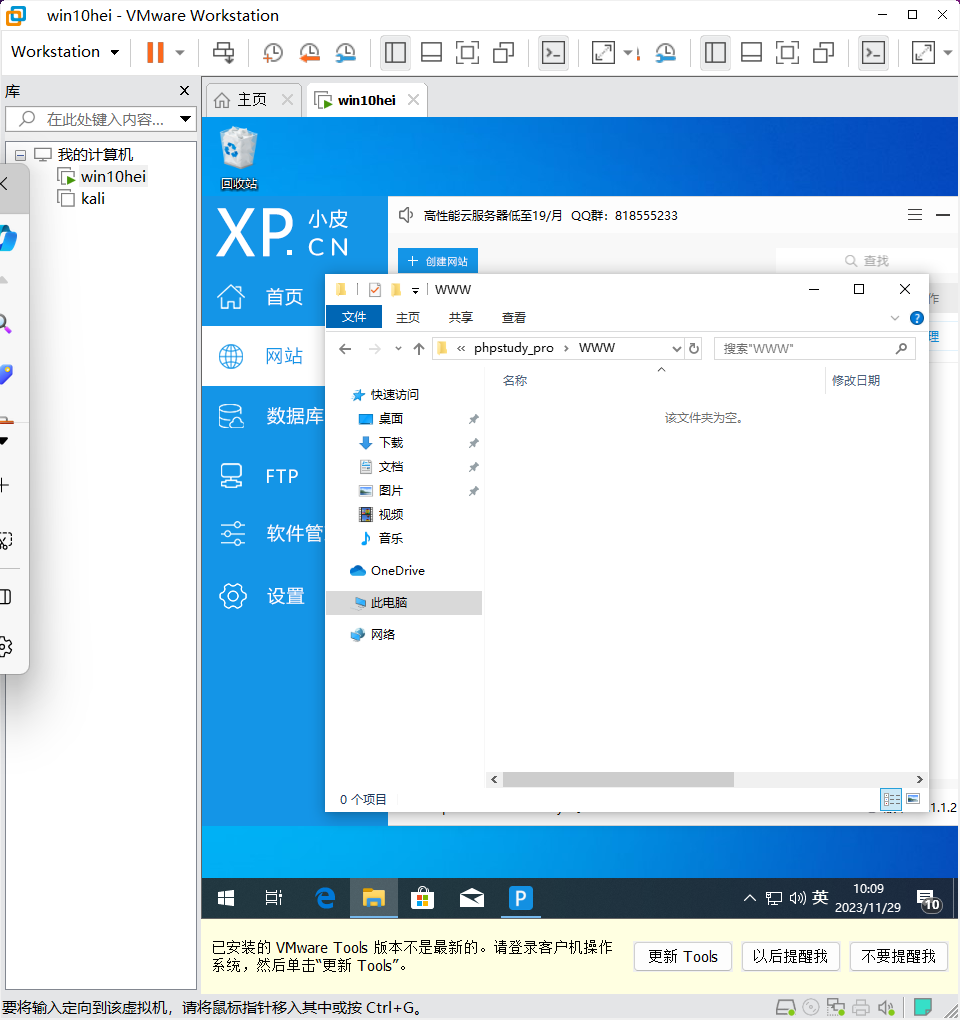 win10hei - VMware Workstation
Workstation
库
主页
win10hei
在此处键入内容...
我的计算机
win10hei
kali
回收站
XP.
小皮
CN
高性能云服务器低至19/月 QQ群：818555233
创建网站
查找
首页
网站
数据库
FTP
软件管
设置
WWW
文件
主页
共享
查看
作
« phpstudy_pro › WWW
搜索"WWW"
理
名称
修改日期
该文件夹为空。
快速访问
桌面
下载
文档
图片
视频
音乐
OneDrive
此电脑
网络
0 个项目
1.1.2
英
10:09
2023/11/29
10
已安装的 VMware Tools 版本不是最新的。请登录客户机操作
系统，然后单击“更新 Tools”。
更新 Tools
以后提醒我
不要提醒我
要将输入定向到该虚拟机，请将鼠标指针移入其中或按 Ctrl+G。